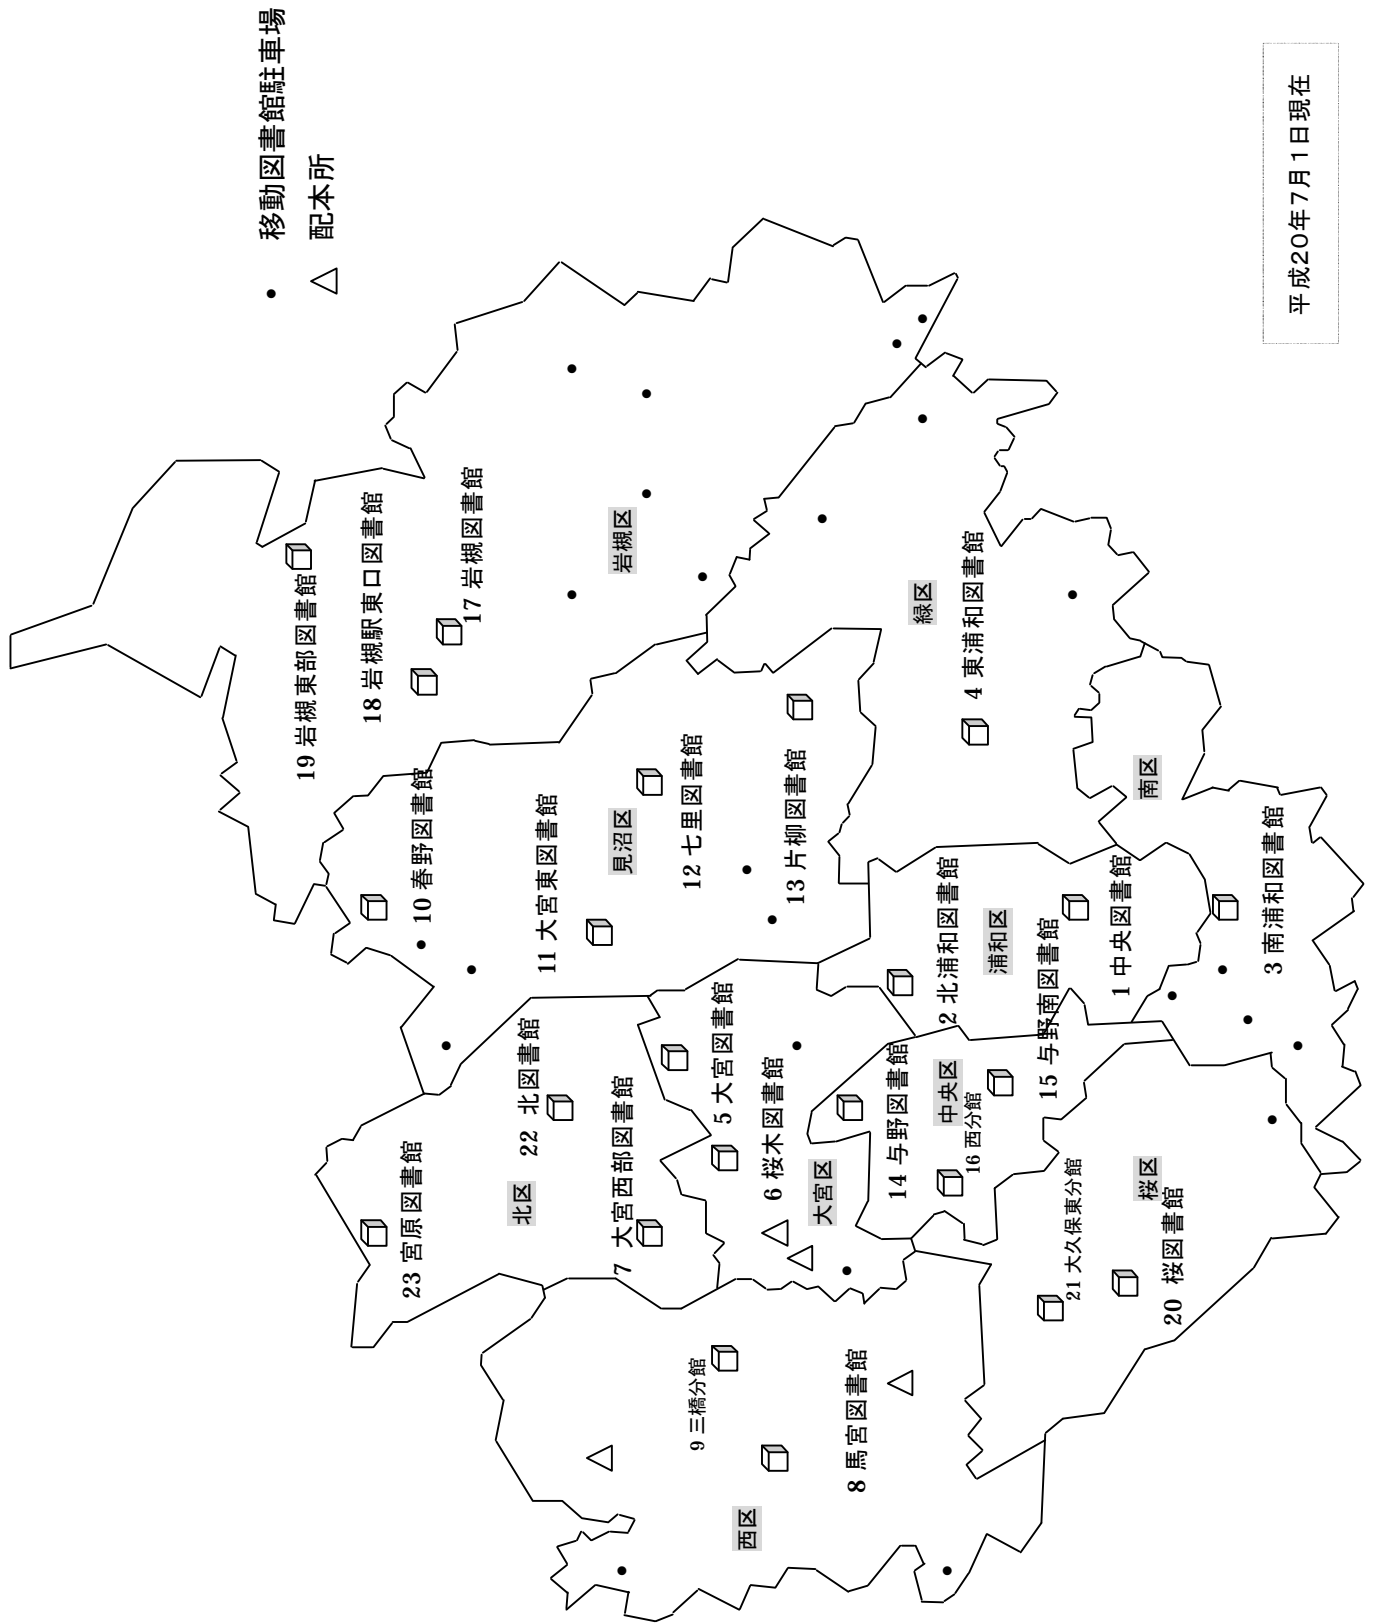 ● 移動図書館駐車場
△ 配本所
19 岩槻東部図書館
18 岩槻駅東口図書館
17 岩槻図書館
岩槻区
10 春野図書館
11 大宮東図書館
見沼区
12 七里図書館
13 片柳図書館
緑区
4 東浦和図書館
南区
23 宮原図書館
22 北図書館
北区
7 大宮西部図書館
5 大宮図書館
6 桜木図書館
大宮区
2 北浦和図書館
浦和区
1 中央図書館
3 南浦和図書館
14 与野図書館
中央区
16 西分館
15 与野南図書館
9 三橋分館
西区
8 馬宮図書館
21 大久保東分館
桜区
20 桜図書館
平成20年7月1日現在